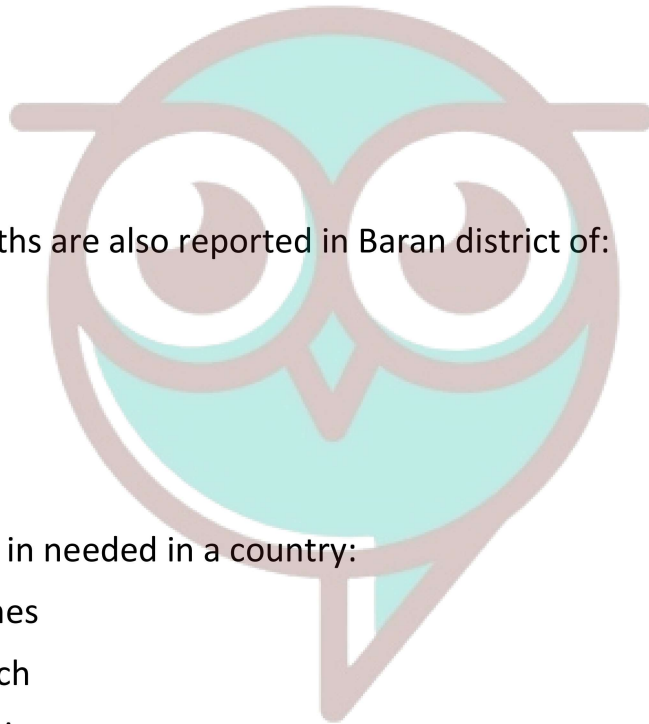 ths are also reported in Baran district of:
in needed in a country:
nes
ch